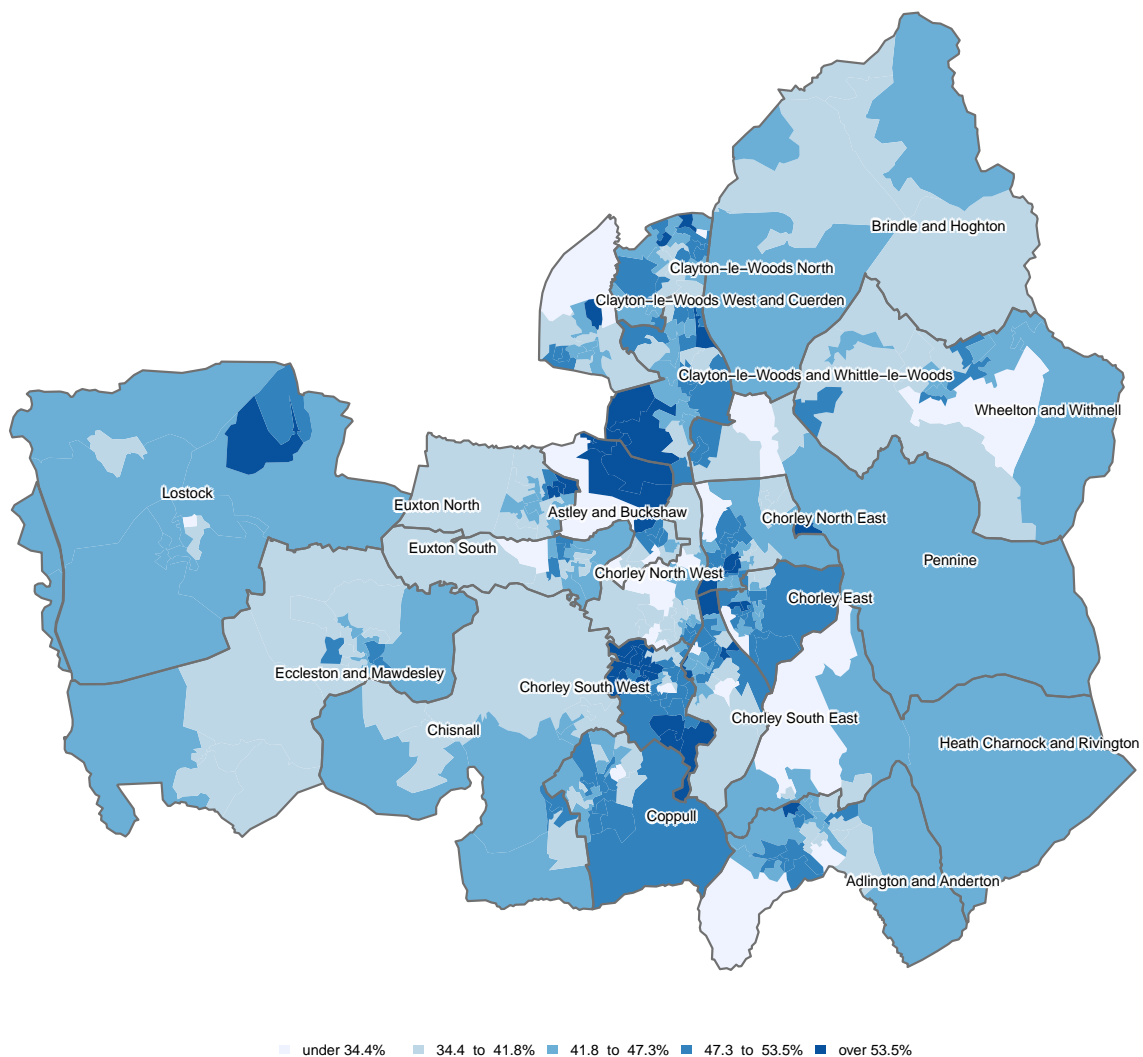 Brindle and Hoghton
Clayton−le−Woods North
Clayton−le−Woods West and Cuerden
Clayton−le−Woods and Whittle−le−Woods
Wheelton and Withnell
Lostock
Euxton North
Astley and Buckshaw
Chorley North East
Euxton South
Pennine
Chorley North West
Chorley East
Eccleston and Mawdesley
Chorley South West
Chorley South East
Chisnall
Heath Charnock and Rivington
Coppull
Adlington and Anderton
under 34.4% 34.4 to 41.8% 41.8 to 47.3% 47.3 to 53.5% over 53.5%